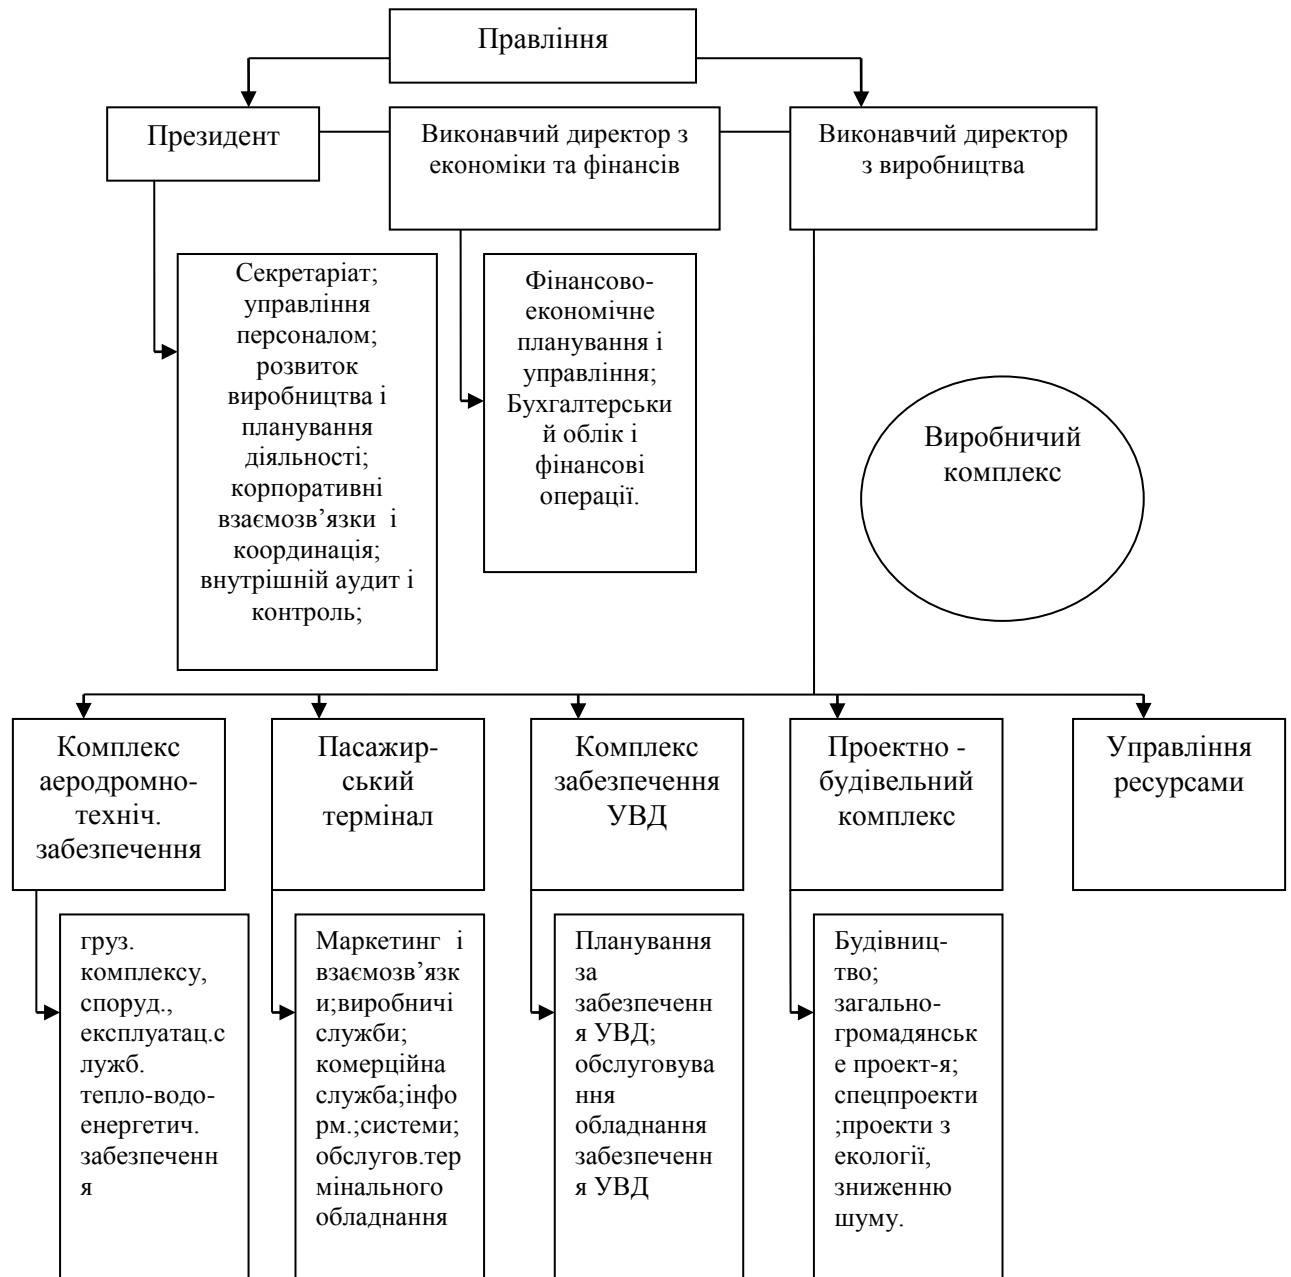 Правління
Президент
Виконавчий директор з
економіки та фінансів
Виконавчий директор
з виробництва
Секретаріат;
управління
персоналом;
розвиток
виробництва і
планування
діяльності;
корпоративні
взаємозв’язки і
координація;
внутрішній аудит і
контроль;
Фінансово-
економічне
планування і
управління;
Бухгалтерськи
й облік і
фінансові
операції.
Виробничий
комплекс
Комплекс
аеродромно-
техніч.
забезпечення
Пасажир-
ський
термінал
Комплекс
забезпечення
УВД
Проектно -
будівельний
комплекс
Управління
ресурсами
груз.
комплексу,
споруд.,
експлуатац.с
лужб.
тепло-водо-
енергетич.
забезпеченн
я
Маркетинг і
взаємозв’язк
и;виробничі
служби;
комерційна
служба;інфо
рм.;системи;
обслугов.тер
мінального
обладнання
Планування
за
забезпеченн
я УВД;
обслуговува
ння
обладнання
забезпеченн
я УВД
Будівниц-
тво;
загально-
громадянськ
е проект-я;
спецпроекти
;проекти з
екології,
зниженню
шуму.